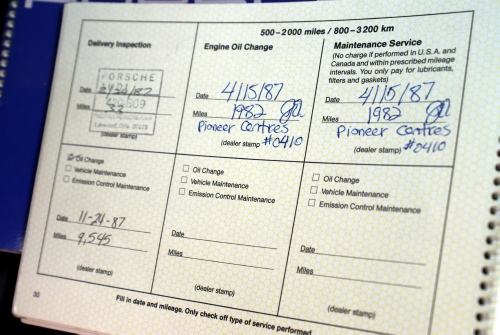 500–2000 miles / 800–3200 km
Delivery Inspection
PORSCHE
Date
Miles
(dealer stamp)
Engine Oil Change
Date 4/15/87
Miles 1982
Pioneer Centres
(dealer stamp) #0410
Maintenance Service
(No charge if performed in U.S.A. and
Canada and within prescribed mileage
intervals. You only pay for lubricants,
filters and gaskets)
Date 4/15/87
Miles 1982
Pioneer Centres
(dealer stamp) #0410
Oil Change
Vehicle Maintenance
Emission Control Maintenance
Date 11-24-87
Miles 9,545
(dealer stamp)
Oil Change
Vehicle Maintenance
Emission Control Maintenance
Date
Miles
(dealer stamp)
Oil Change
Vehicle Maintenance
Emission Control Maintenance
Date
Miles
(dealer stamp)
30
Fill in date and mileage. Only check off type of service performed